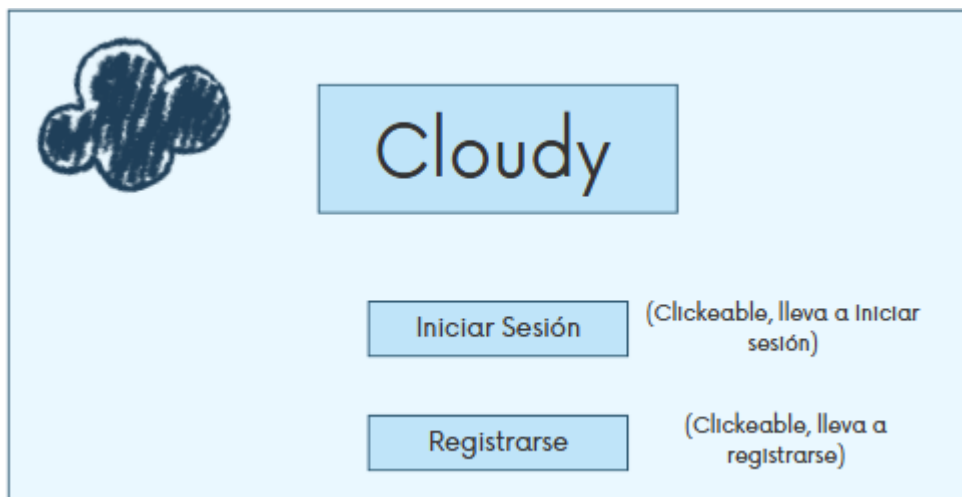 Cloudy
Iniciar Sesión
(Clickeable, lleva a iniciar
sesión)
Registrarse
(Clickeable, lleva a
registrarse)